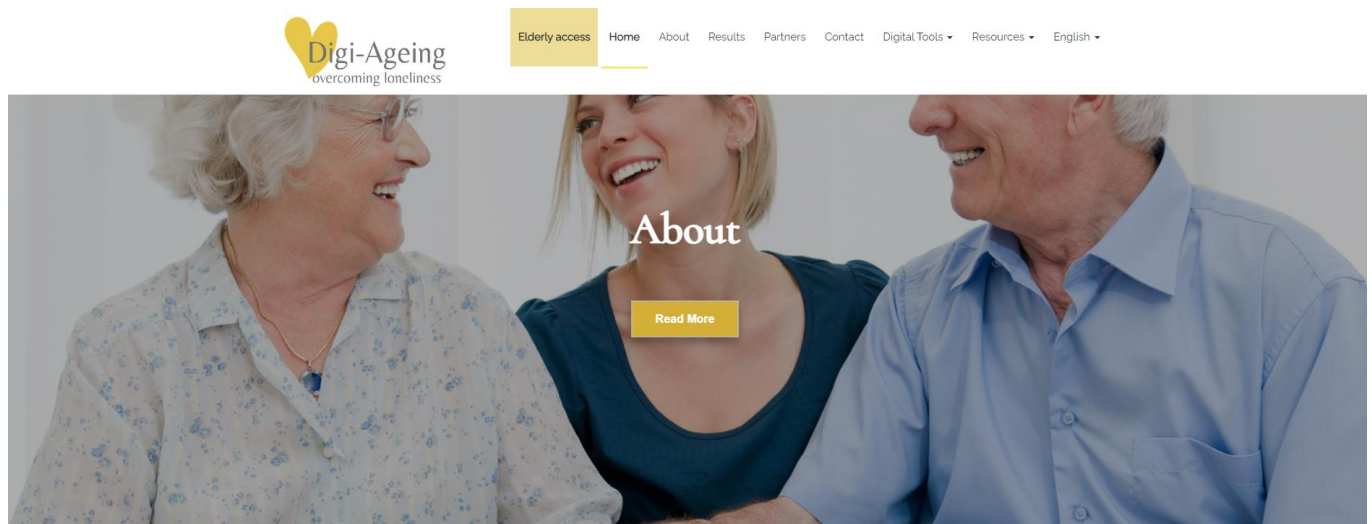 Digi-Ageing
overcoming loneliness
Elderly access Home About Results Partners Contact Digital Tools Resources English
About
Read More